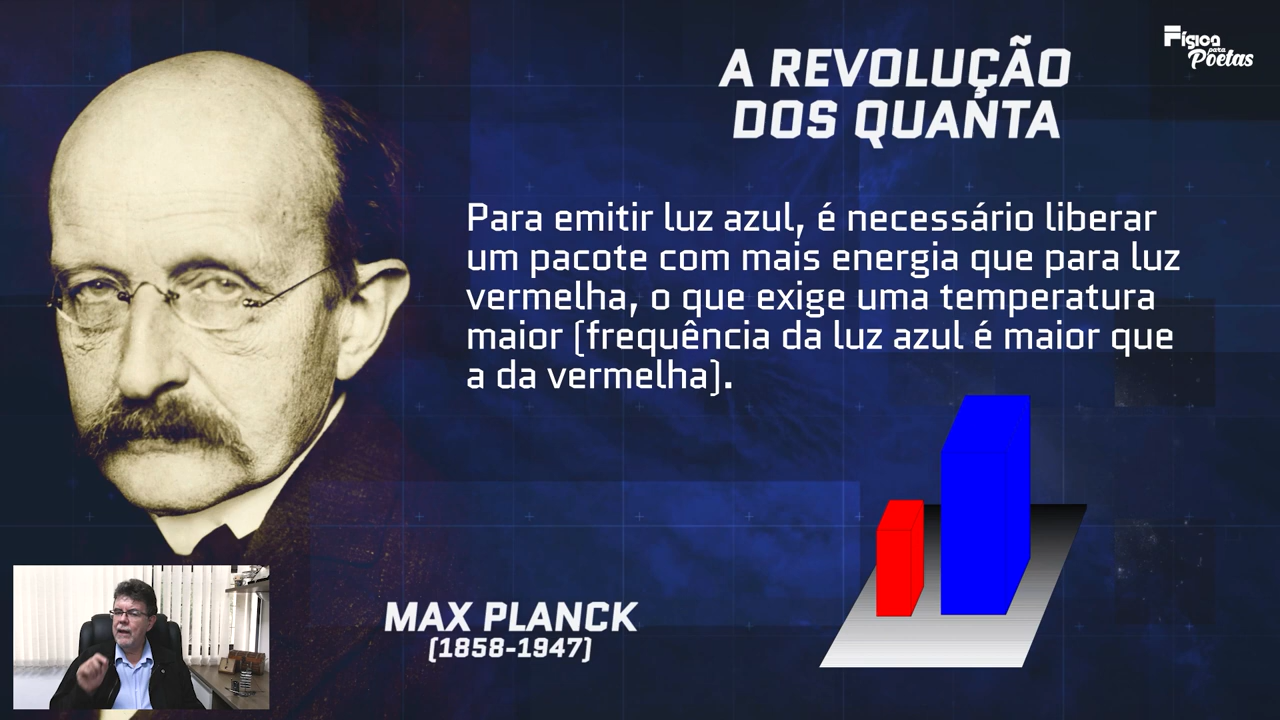 A REVOLUÇÃO
DOS QUANTA
Física
para
Poetas
Para emitir luz azul, é necessário liberar
um pacote com mais energia que para luz
vermelha, o que exige uma temperatura
maior (frequência da luz azul é maior que
a da vermelha).
MAX PLANCK
(1858-1947)